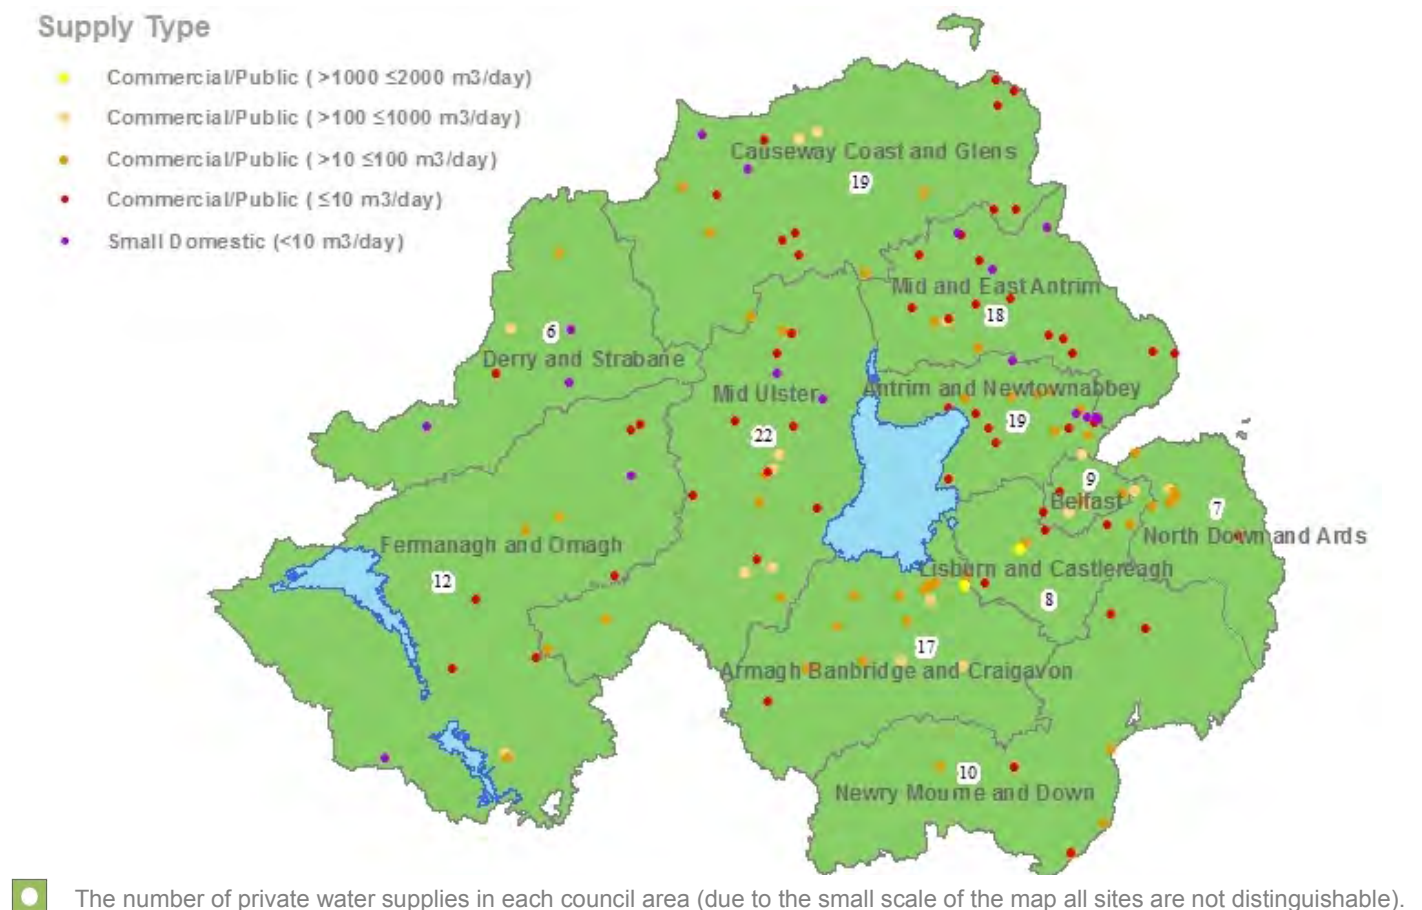 Supply Type
Commercial/Public ( >1000 ≤2000 m3/day)
Commercial/Public ( >100 ≤1000 m3/day)
Commercial/Public ( >10 ≤100 m3/day)
Commercial/Public ( ≤10 m3/day)
Small Domestic (<10 m3/day)
Causeway Coast and Glens
19
Mid and East Antrim
18
6
Derry and Strabane
Mid Ulster
22
Antrim and Newtownabbey
19
9
Belfast
7
North Down and Ards
Fermanagh and Omagh
12
Lisburn and Castlereagh
8
17
Armagh Banbridge and Craigavon
10
Newry Mourne and Down
The number of private water supplies in each council area (due to the small scale of the map all sites are not distinguishable).